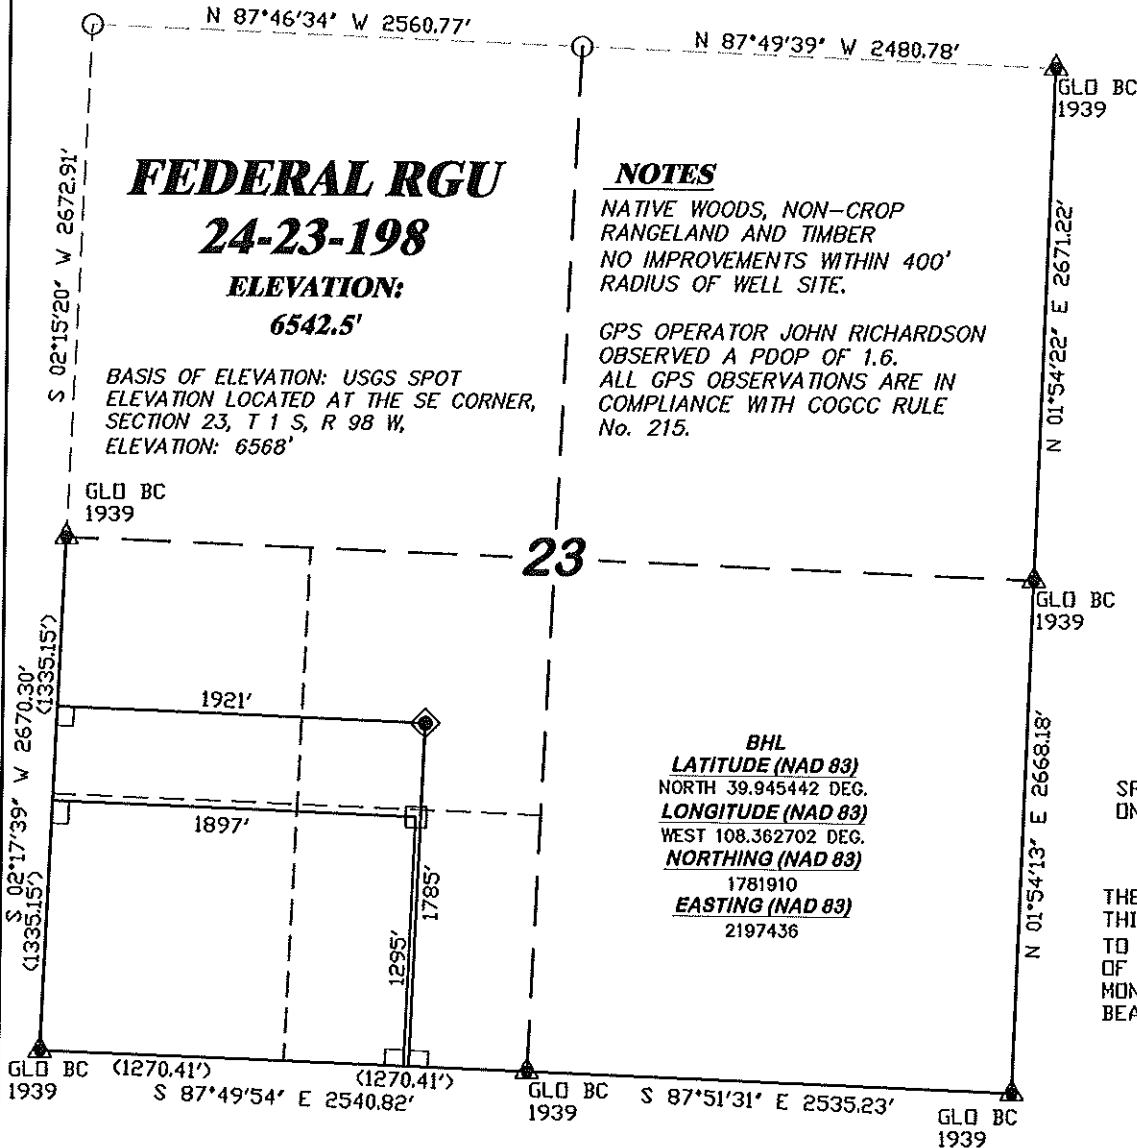 N 87°46'34" W 2560.77'
N 87°49'39" W 2480.78'
GLO BC
1939
S 02°15'20" W 2672.91'
FEDERAL RGU
24-23-198
ELEVATION:
6542.5'
BASIS OF ELEVATION: USGS SPOT
ELEVATION LOCATED AT THE SE CORNER,
SECTION 23, T 1 S, R 98 W,
ELEVATION: 6568'
NOTES
NATIVE WOODS, NON-CROP
RANGELAND AND TIMBER
NO IMPROVEMENTS WITHIN 400'
RADIUS OF WELL SITE.
GPS OPERATOR JOHN RICHARDSON
OBSERVED A PDOP OF 1.6.
ALL GPS OBSERVATIONS ARE IN
COMPLIANCE WITH COGCC RULE
No. 215.
N 01°54'22" E 2671.22'
GLO BC
1939
23
GLO BC
1939
S 02°17'39" W 2670.30'
(1335.15')
(1335.15')
1921'
1897'
1785'
1295'
BHL
LATITUDE (NAD 83)
NORTH 39.945442 DEG.
LONGITUDE (NAD 83)
WEST 108.362702 DEG.
NORTHING (NAD 83)
1781910
EASTING (NAD 83)
2197436
N 01°54'13" E 2668.18'
ON
THE
THI
TO
OF
MON
BEA
GLO BC
1939
(1270.41')
(1270.41')
S 87°49'54" E 2540.82'
GLO BC
1939
S 87°51'31" E 2535.23'
GLO BC
1939